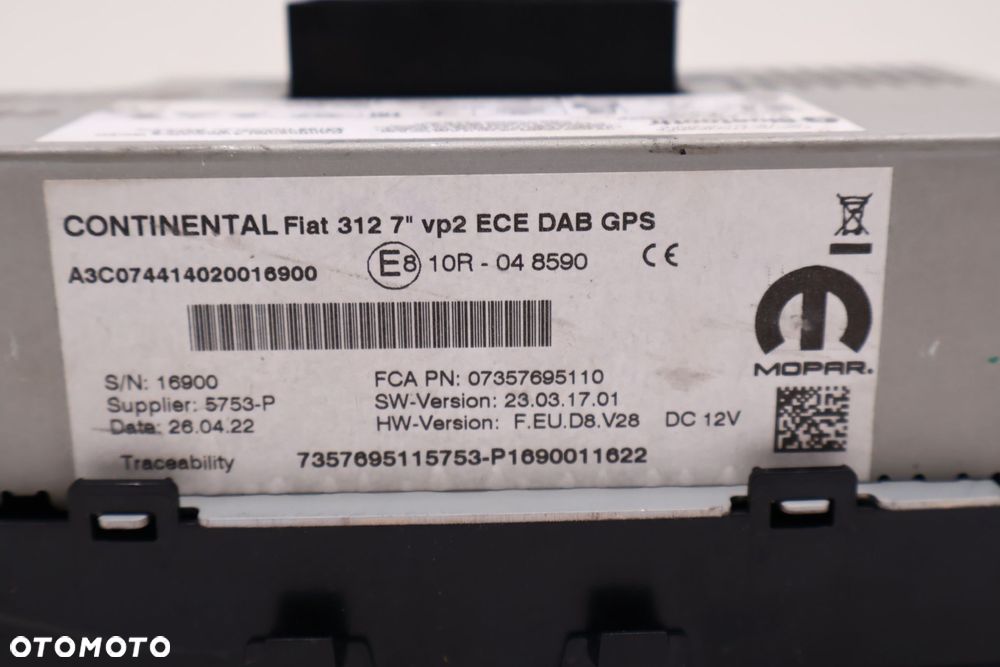 CONTINENTAL Fiat 312 7" vp2 ECE DAB GPS
A3C074414020016900
E8 10R - 04 8590
CE
MOPAR.
S/N: 16900
Supplier: 5753-P
Date: 26.04.22
FCA PN: 07357695110
SW-Version: 23.03.17.01
HW-Version: F.EU.D8.V28 DC 12V
Traceability 7357695115753-P1690011622
OTOMOTO